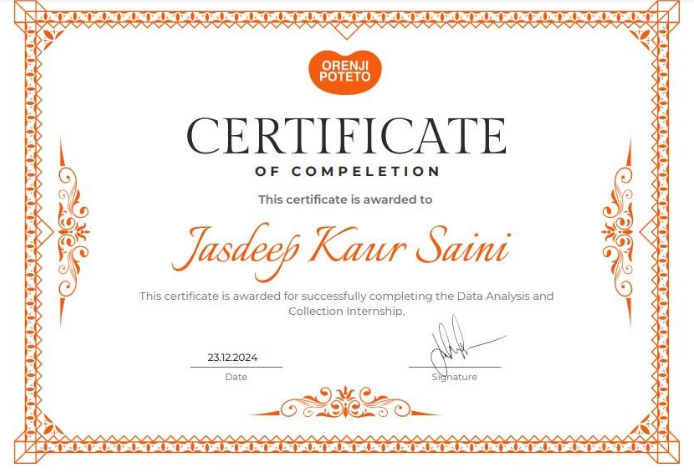 ORENJI
POTETO
CERTIFICATE
OF COMPELETION
This certificate is awarded to
Jasdeep Kaur Saini
This certificate is awarded for successfully completing the Data Analysis and
Collection Internship.
23.12.2024
Date
Signature